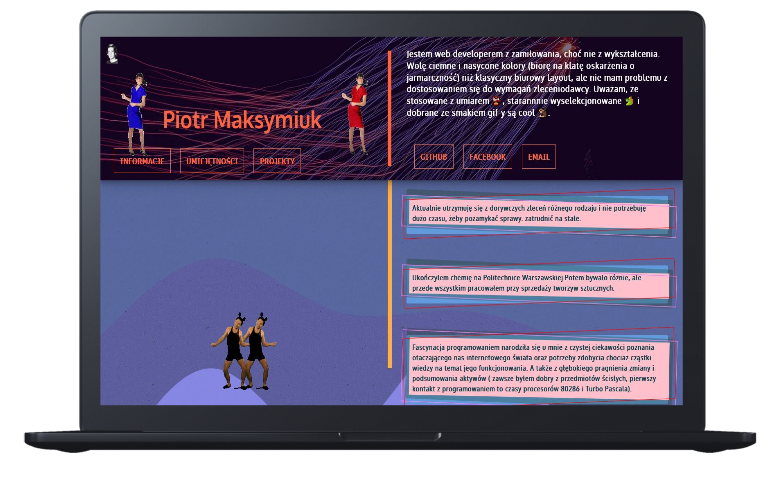 Jestem web developerem z zamiłowania, choć nie z wykształcenia.
Wolę ciemne i nasycone kolory (biorę na klatę oskarżenia o
jarmarczność) niż klasyczny biurowy layout, ale nie mam problemu z
dostosowaniem się do wymagań zleceniodawcy. Uwazam, ze
stosowane z umiarem , starannnie wyselekcjonowane i
dobrane ze smakiem gif-y są cool .
Piotr Maksymiuk
INFORMACJE UMIEJĘTNOŚCI PROJEKTY
GITHUB FACEBOOK EMAIL
Aktualnie utrzymuję się z dorywczych zleceń różnego rodzaju i nie potrzebuję
dużo czasu, żeby pozamykać sprawy. zatrudnić na stałe.
Ukończyłem chemię na Politechnice Warszawskiej Potem bywało różnie, ale
przede wszystkim pracowałem przy sprzedaży tworzyw sztucznych.
Fascynacja programowaniem narodziła się u mnie z czystej ciekawości poznania
otaczającego nas internetowego świata oraz potrzeby zdobycia chociaż cząstki
wiedzy na temat jego funkcjonowania. A także z głębokiego pragnienia zmiany i
podsumowania aktywów ( zawsze byłem dobry z przedmiotów ścisłych, pierwszy
kontakt z programowaniem to czasy procesorów 80286 i Turbo Pascala).